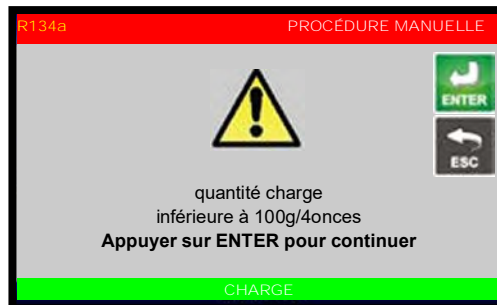 R134a PROCÉDURE MANUELLE
ENTER
ESC
quantité charge
inférieure à 100g/4onces
Appuyer sur ENTER pour continuer
CHARGE